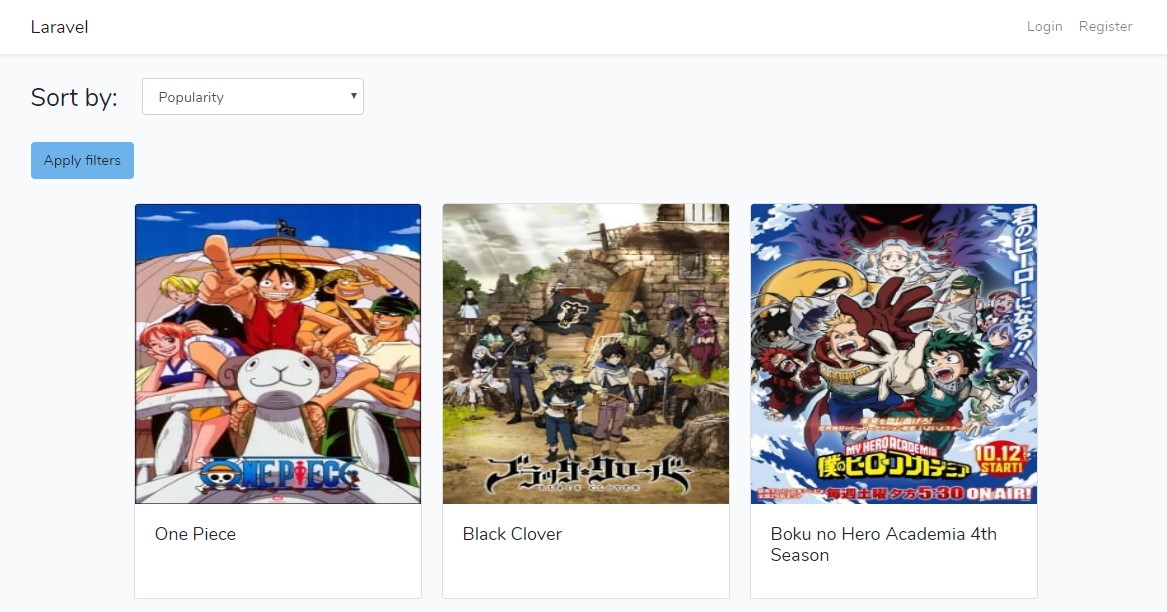 Laravel
Login Register
Sort by:
Popularity
Apply filters
ONE PIECE
ブラック・クローバー
BLACK CLOVER
君のヒーローになる!!
MY HERO ACADEMIA
僕のヒーローアカデミア
10.12
START!
毎週土曜夕方5:30 ON AIR!
One Piece
Black Clover
Boku no Hero Academia 4th
Season